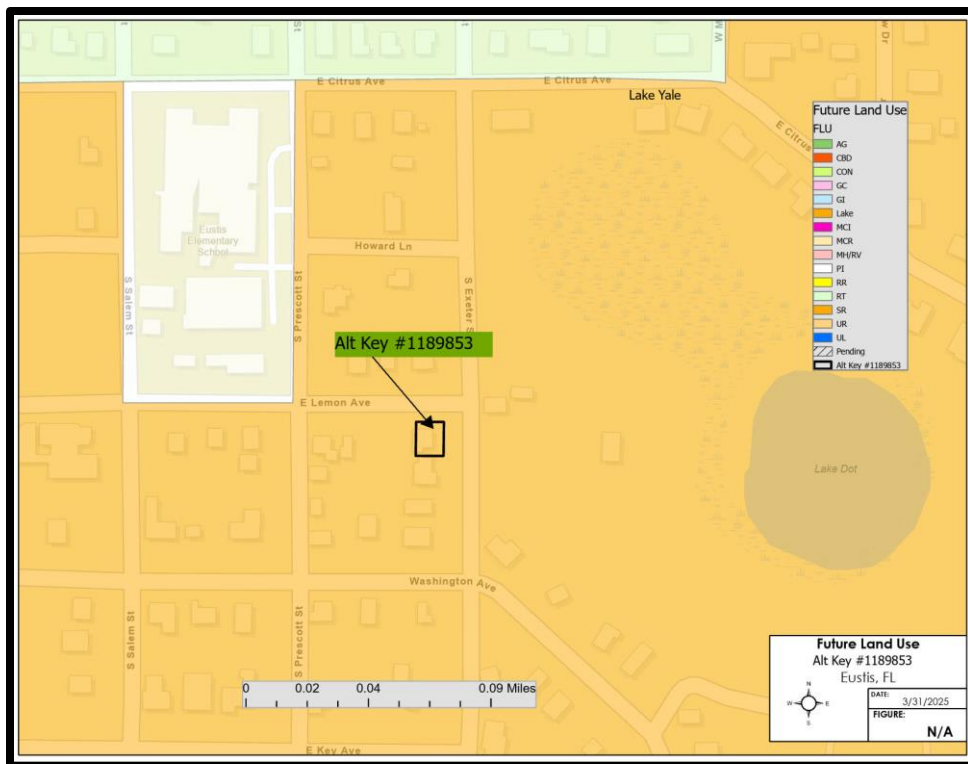 St
W M
w Dr
E Citrus Ave
E Citrus Ave
Lake Yale
E Citrus
Future Land Use
FLU
AG
CBD
CON
GC
GI
Lake
MCI
MCR
MH/RV
PI
RR
RT
SR
UR
UL
Pending
Alt Key #1189853
Eustis
Elementary
School
Howard Ln
S Salem St
S Prescott St
S Exeter S
Alt Key #1189853
E Lemon Ave
Lake Dot
Washington Ave
S Salem St
S Prescott St
0 0.02 0.04 0.09 Miles
E Key Ave
Future Land Use
Alt Key #1189853
Eustis, FL
N
W E
S
DATE:
3/31/2025
FIGURE:
N/A